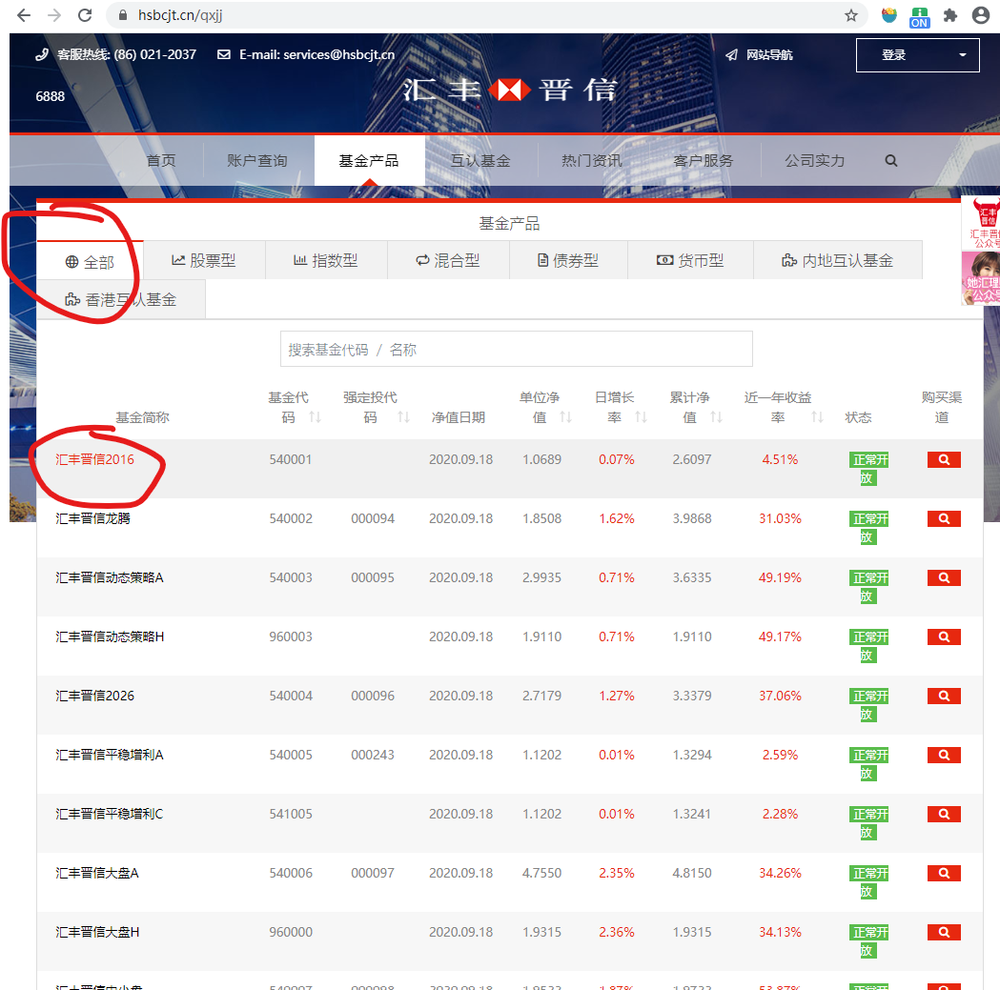 hsbcjt.cn/qxjj
ON
客服热线: (86) 021-2037 6888
E-mail: services@hsbcjt.cn
网站导航
登录
汇丰晋信
首页 账户查询 基金产品 互认基金 热门资讯 客户服务 公司实力
基金产品
全部 股票型 指数型 混合型 债券型 货币型 内地互认基金
香港互认基金
汇丰
晋信
汇丰晋信
公众号
她汇理
公众号
搜索基金代码 / 名称
基金简称 基金代码 强定投代码 净值日期 单位净值 日增长率 累计净值 近一年收益率 状态 购买渠道
汇丰晋信2016 540001 2020.09.18 1.0689 0.07% 2.6097 4.51% 正常开放
汇丰晋信龙腾 540002 000094 2020.09.18 1.8508 1.62% 3.9868 31.03% 正常开放
汇丰晋信动态策略A 540003 000095 2020.09.18 2.9935 0.71% 3.6335 49.19% 正常开放
汇丰晋信动态策略H 960003 2020.09.18 1.9110 0.71% 1.9110 49.17% 正常开放
汇丰晋信2026 540004 000096 2020.09.18 2.7179 1.27% 3.3379 37.06% 正常开放
汇丰晋信平稳增利A 540005 000243 2020.09.18 1.1202 0.01% 1.3294 2.59% 正常开放
汇丰晋信平稳增利C 541005 2020.09.18 1.1202 0.01% 1.3241 2.28% 正常开放
汇丰晋信大盘A 540006 000097 2020.09.18 4.7550 2.35% 4.8150 34.26% 正常开放
汇丰晋信大盘H 960000 2020.09.18 1.9315 2.36% 1.9315 34.13% 正常开放